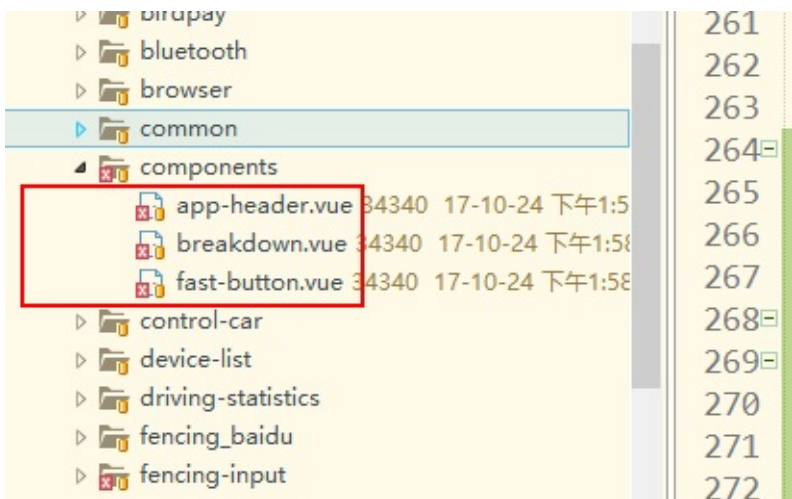 birdpay
bluetooth
browser
common
components
app-header.vue 34340 17-10-24 下午1:5
breakdown.vue 34340 17-10-24 下午1:58
fast-button.vue 34340 17-10-24 下午1:58
control-car
device-list
driving-statistics
fencing_baidu
fencing-input
261
262
263
264
265
266
267
268
269
270
271
272